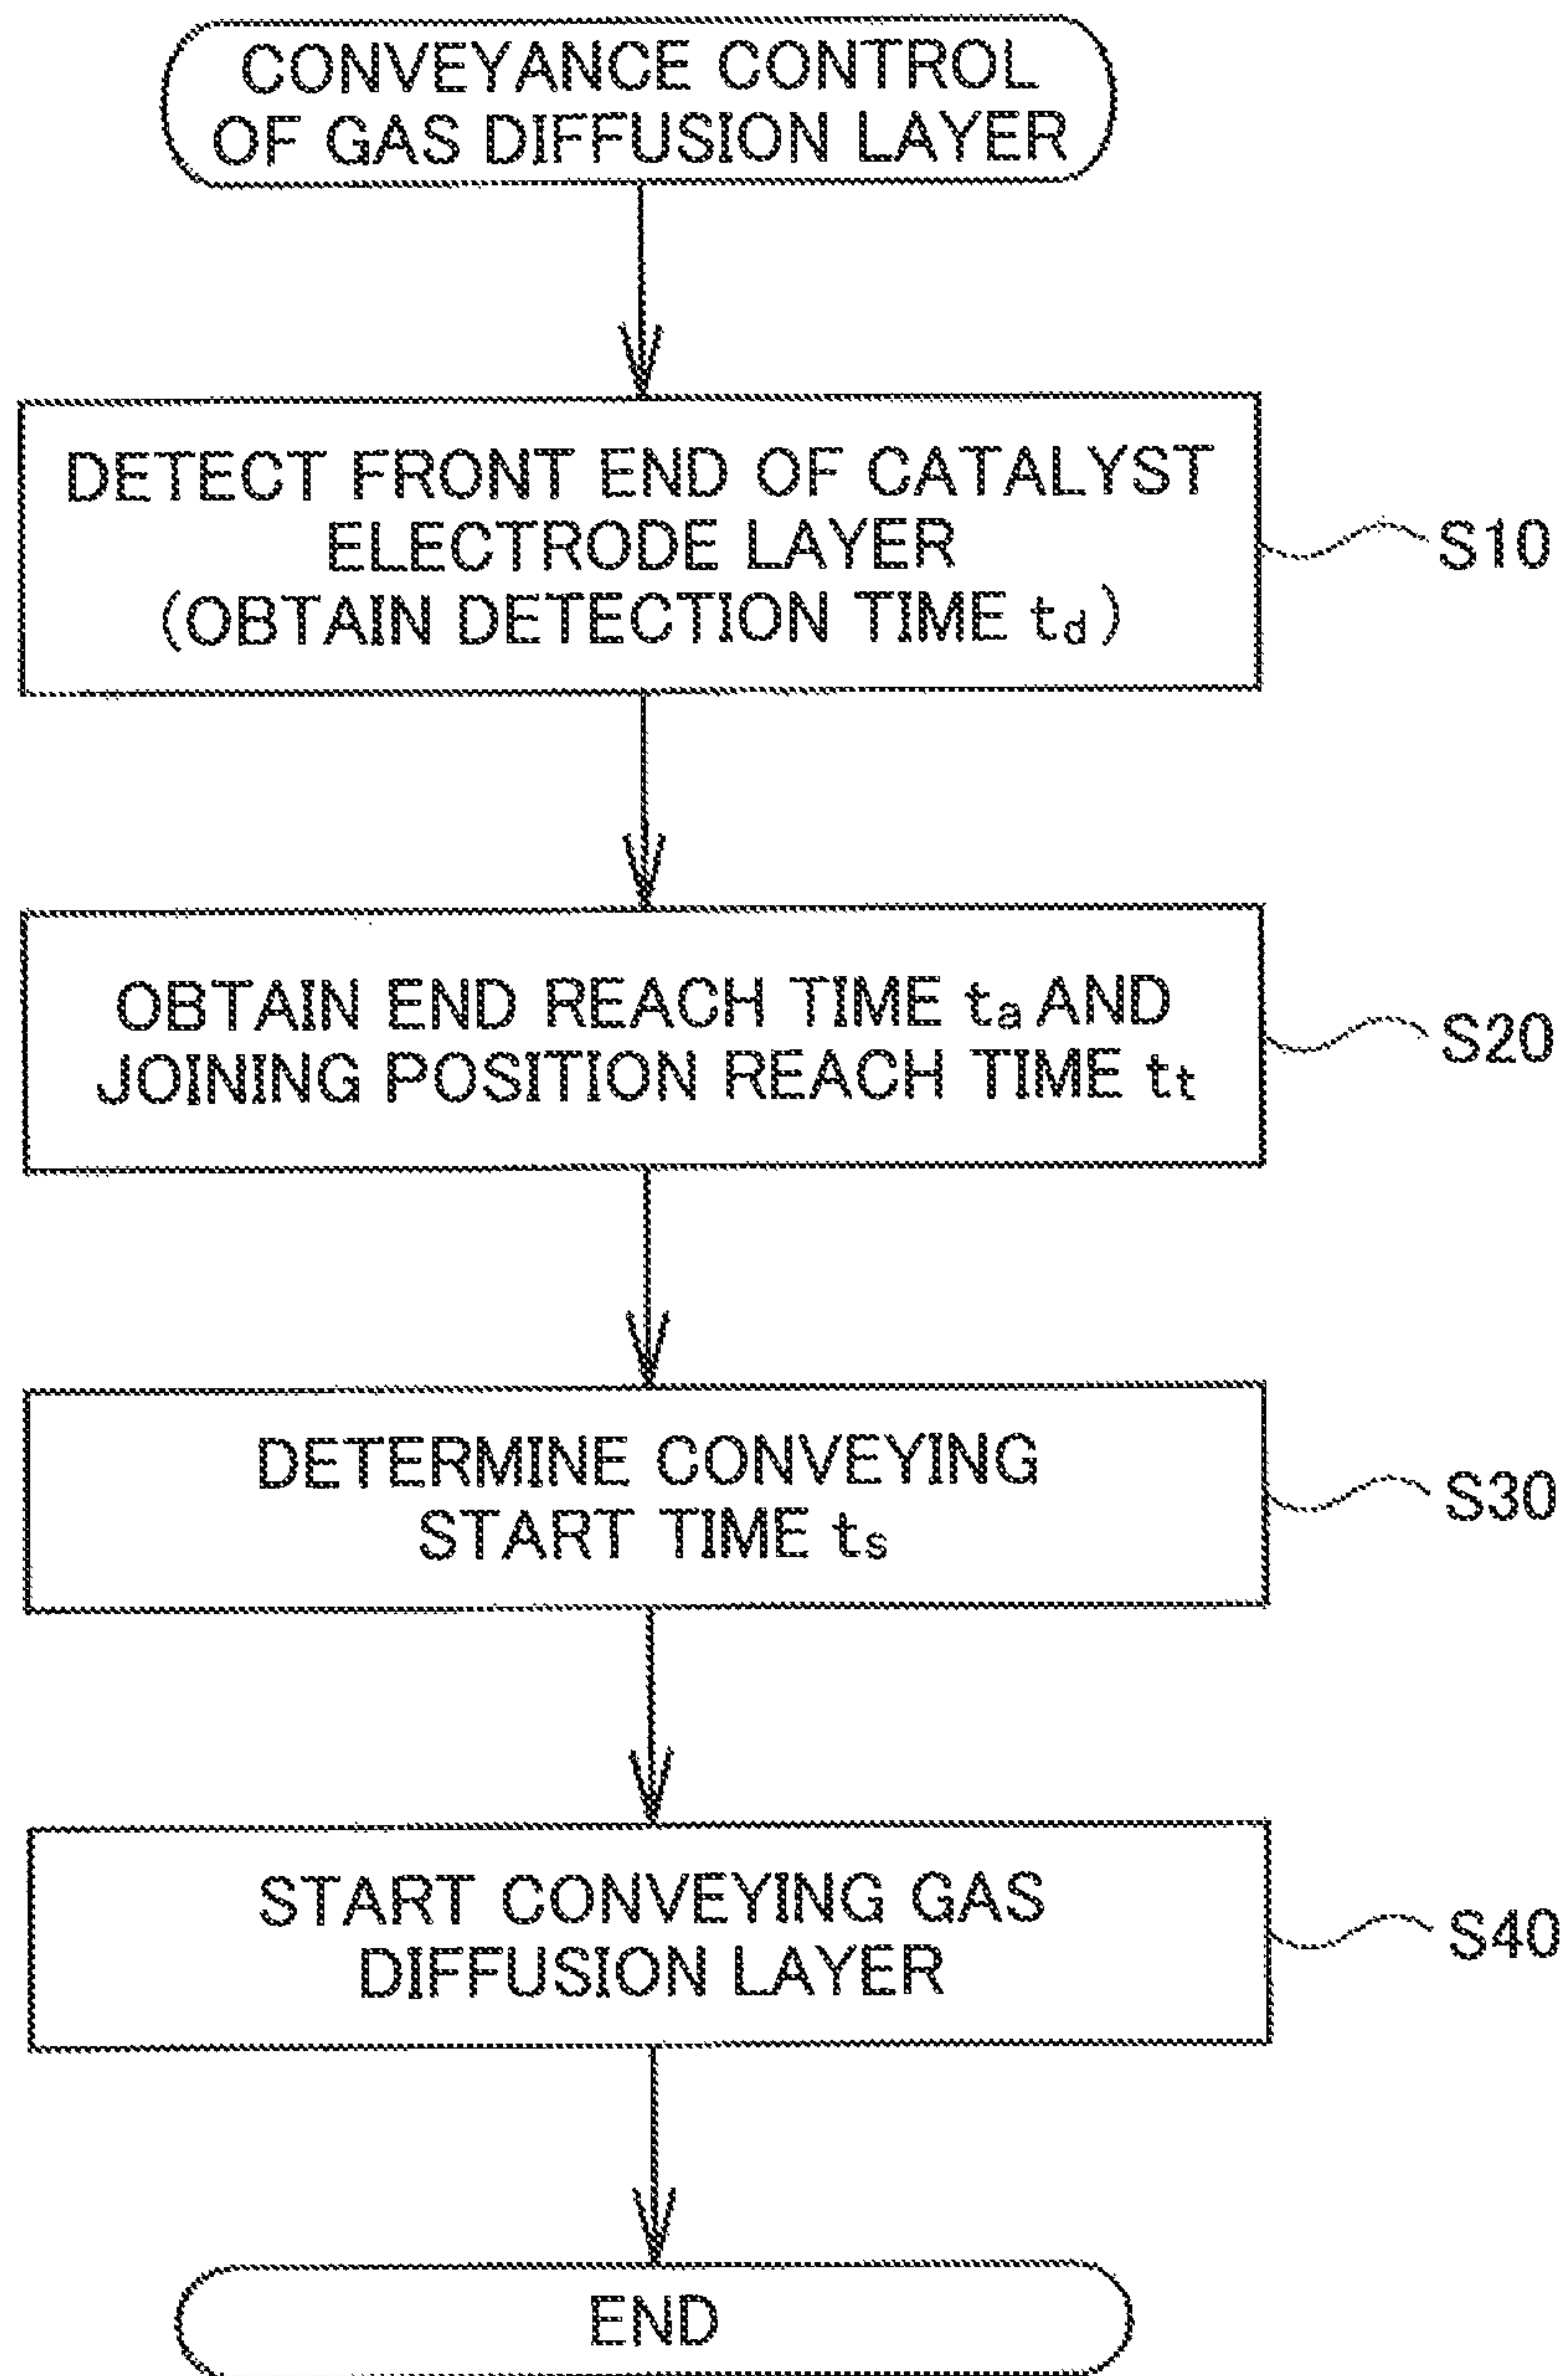 CONVEYANCE CONTROL
OF GAS DIFFUSION LAYER
DETECT FRONT END OF CATALYST
ELECTRODE LAYER
(OBTAIN DETECTION TIME td)
S10
OBTAIN END REACH TIME ta AND
JOINING POSITION REACH TIME tt
S20
DETERMINE CONVEYING
START TIME ts
S30
START CONVEYING GAS
DIFFUSION LAYER
S40
END